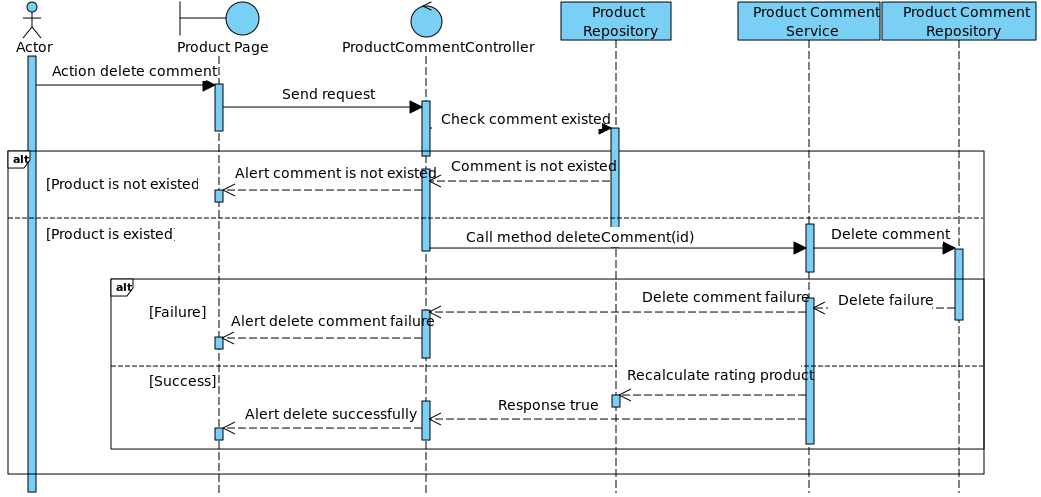 Actor
Product Page
ProductCommentController
Product
Repository
Product Comment
Service
Product Comment
Repository
Action delete comment
Send request
Check comment existed
alt
[Product is not existed
Alert comment is not existed
Comment is not existed
[Product is existed]
Call method deleteComment(id)
Delete comment
alt
[Failure]
Alert delete comment failure
Delete comment failure
Delete failure
[Success]
Recalculate rating product
Response true
Alert delete successfully